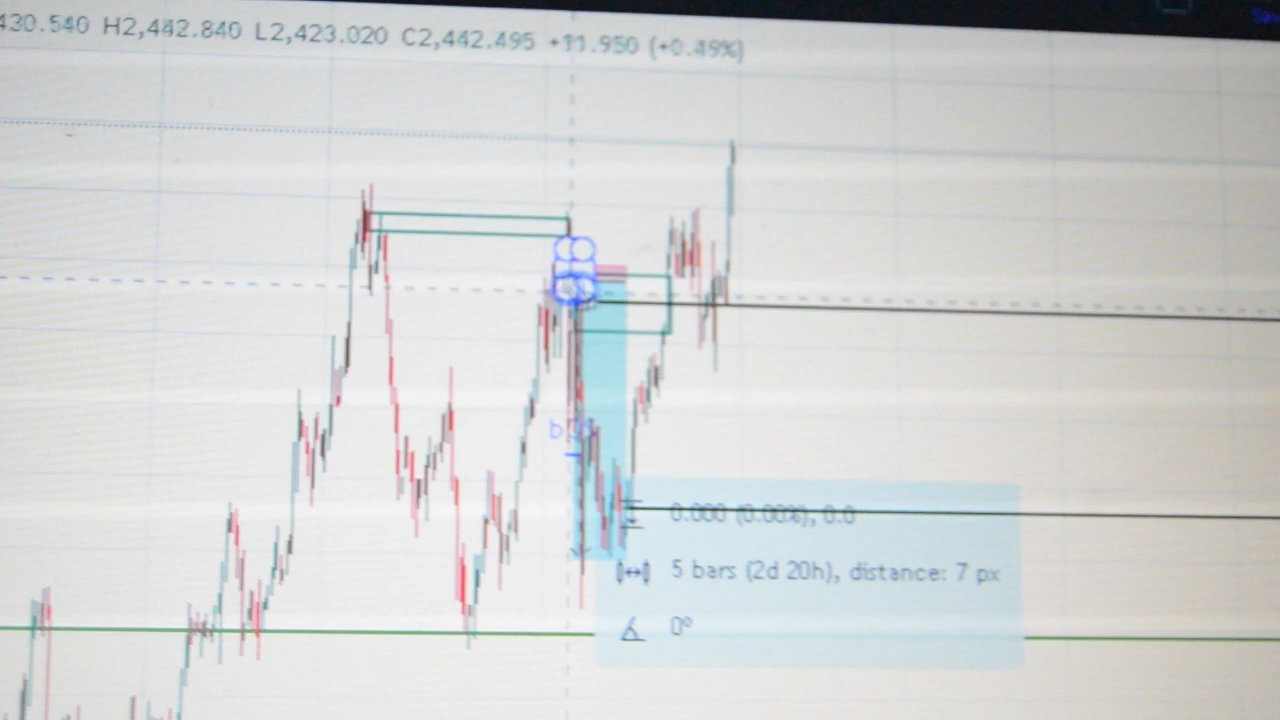 430.540 H2,442.840 L2,423.020 C2,442.495 +11.950 (+0.49%)
0.000 (0.00%), 0.0
5 bars (2d 20h), distance: 7 px
0°